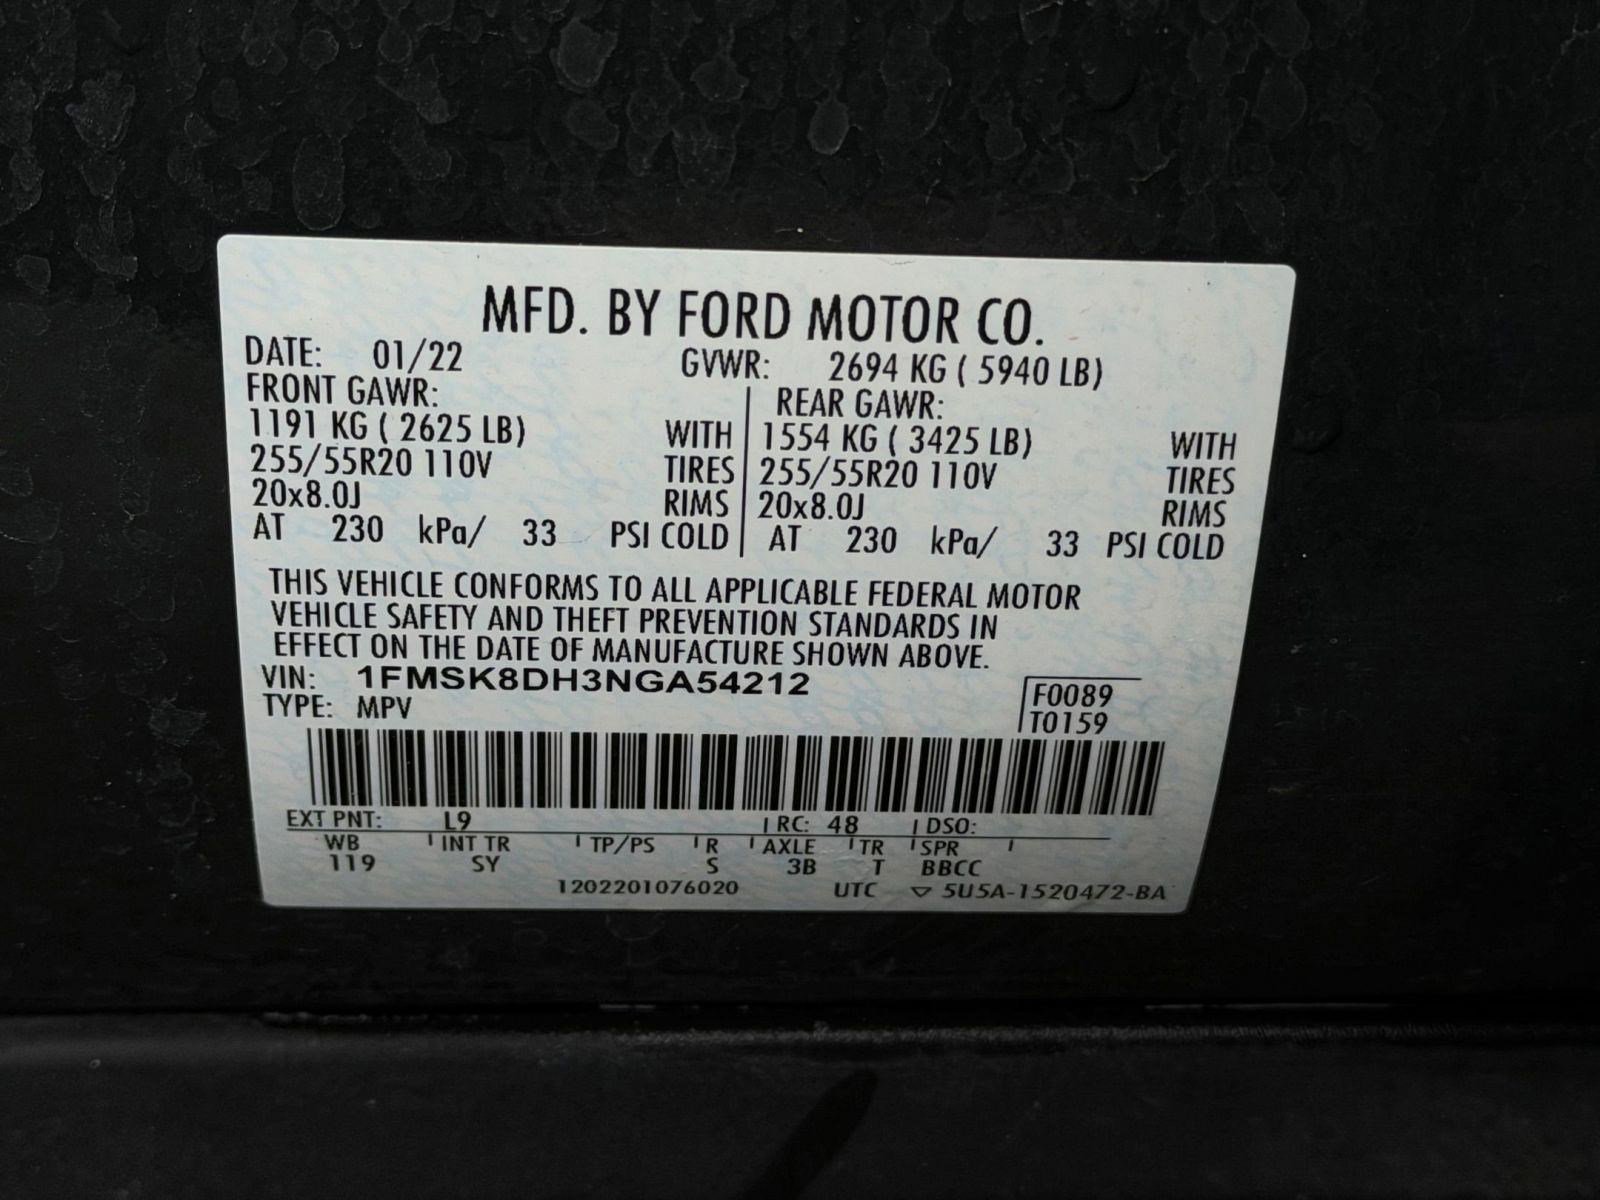 MFD. BY FORD MOTOR CO.
DATE: 01/22 GVWR: 2694 KG ( 5940 LB)
FRONT GAWR: REAR GAWR:
1191 KG ( 2625 LB) WITH 1554 KG ( 3425 LB) WITH
255/55R20 110V TIRES 255/55R20 110V TIRES
20x8.0J RIMS 20x8.0J RIMS
AT 230 kPa/ 33 PSI COLD AT 230 kPa/ 33 PSI COLD
THIS VEHICLE CONFORMS TO ALL APPLICABLE FEDERAL MOTOR
VEHICLE SAFETY AND THEFT PREVENTION STANDARDS IN
EFFECT ON THE DATE OF MANUFACTURE SHOWN ABOVE.
VIN: 1FMSK8DH3NGA54212 F0089
TYPE: MPV T0159
EXT PNT: L9 RC: 48 DSO:
WB INT TR TP/PS R AXLE TR SPR
119 SY S 3B T BBCC
1202201076020 UTC ▽ 5U5A-1520472-BA